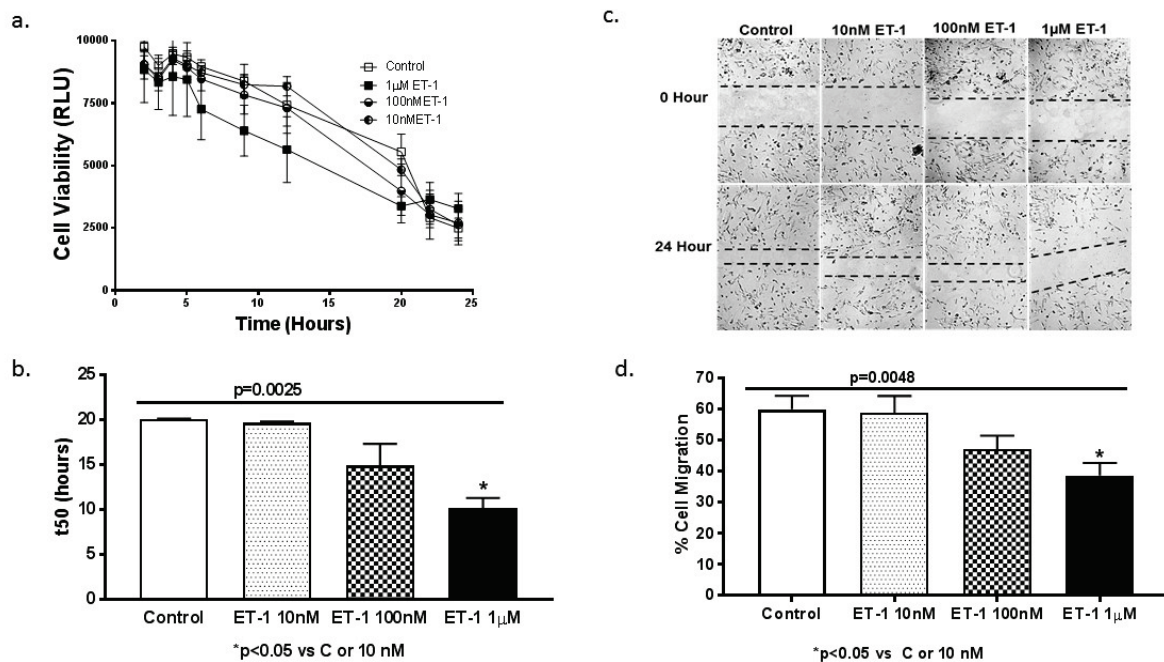 a.
Cell Viability (RLU)
10000
7500
5000
2500
0
0 5 10 15 20 25
Time (Hours)
Control
1µM ET-1
100nMET-1
10nMET-1
c.
Control 10nM ET-1 100nM ET-1 1µM ET-1
0 Hour
24 Hour
b.
p=0.0025
t50 (hours)
25
20
15
10
5
0
*
Control ET-1 10nM ET-1 100nM ET-1 1µM
*p<0.05 vs C or 10 nM
d.
p=0.0048
% Cell Migration
70
60
50
40
30
20
10
0
*
Control ET-1 10nM ET-1 100nM ET-1 1µM
*p<0.05 vs C or 10 nM